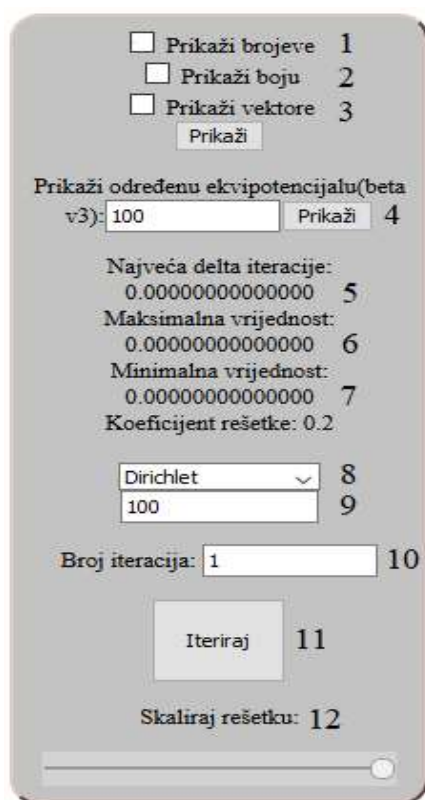 Prikaži brojeve 1
Prikaži boju 2
Prikaži vektore 3
Prikaži
Prikaži određenu ekvipotencijalu(beta
v3): 100 Prikaži 4
Najveća delta iteracije:
0.00000000000000 5
Maksimalna vrijednost:
0.00000000000000 6
Minimalna vrijednost:
0.00000000000000 7
Koeficijent rešetke: 0.2
Dirichlet 8
100 9
Broj iteracija: 1 10
Iteriraj 11
Skaliraj rešetku: 12